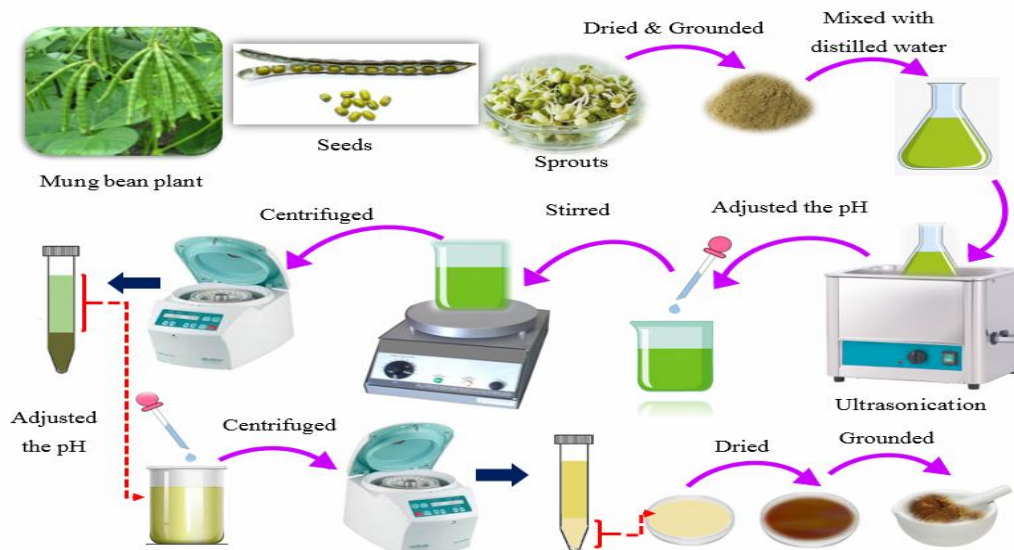 Dried & Grounded
Mixed with
distilled water
Seeds
Sprouts
Mung bean plant
Centrifuged
Stirred
Adjusted the pH
Ultrasonication
Adjusted
the pH
Centrifuged
Dried
Grounded